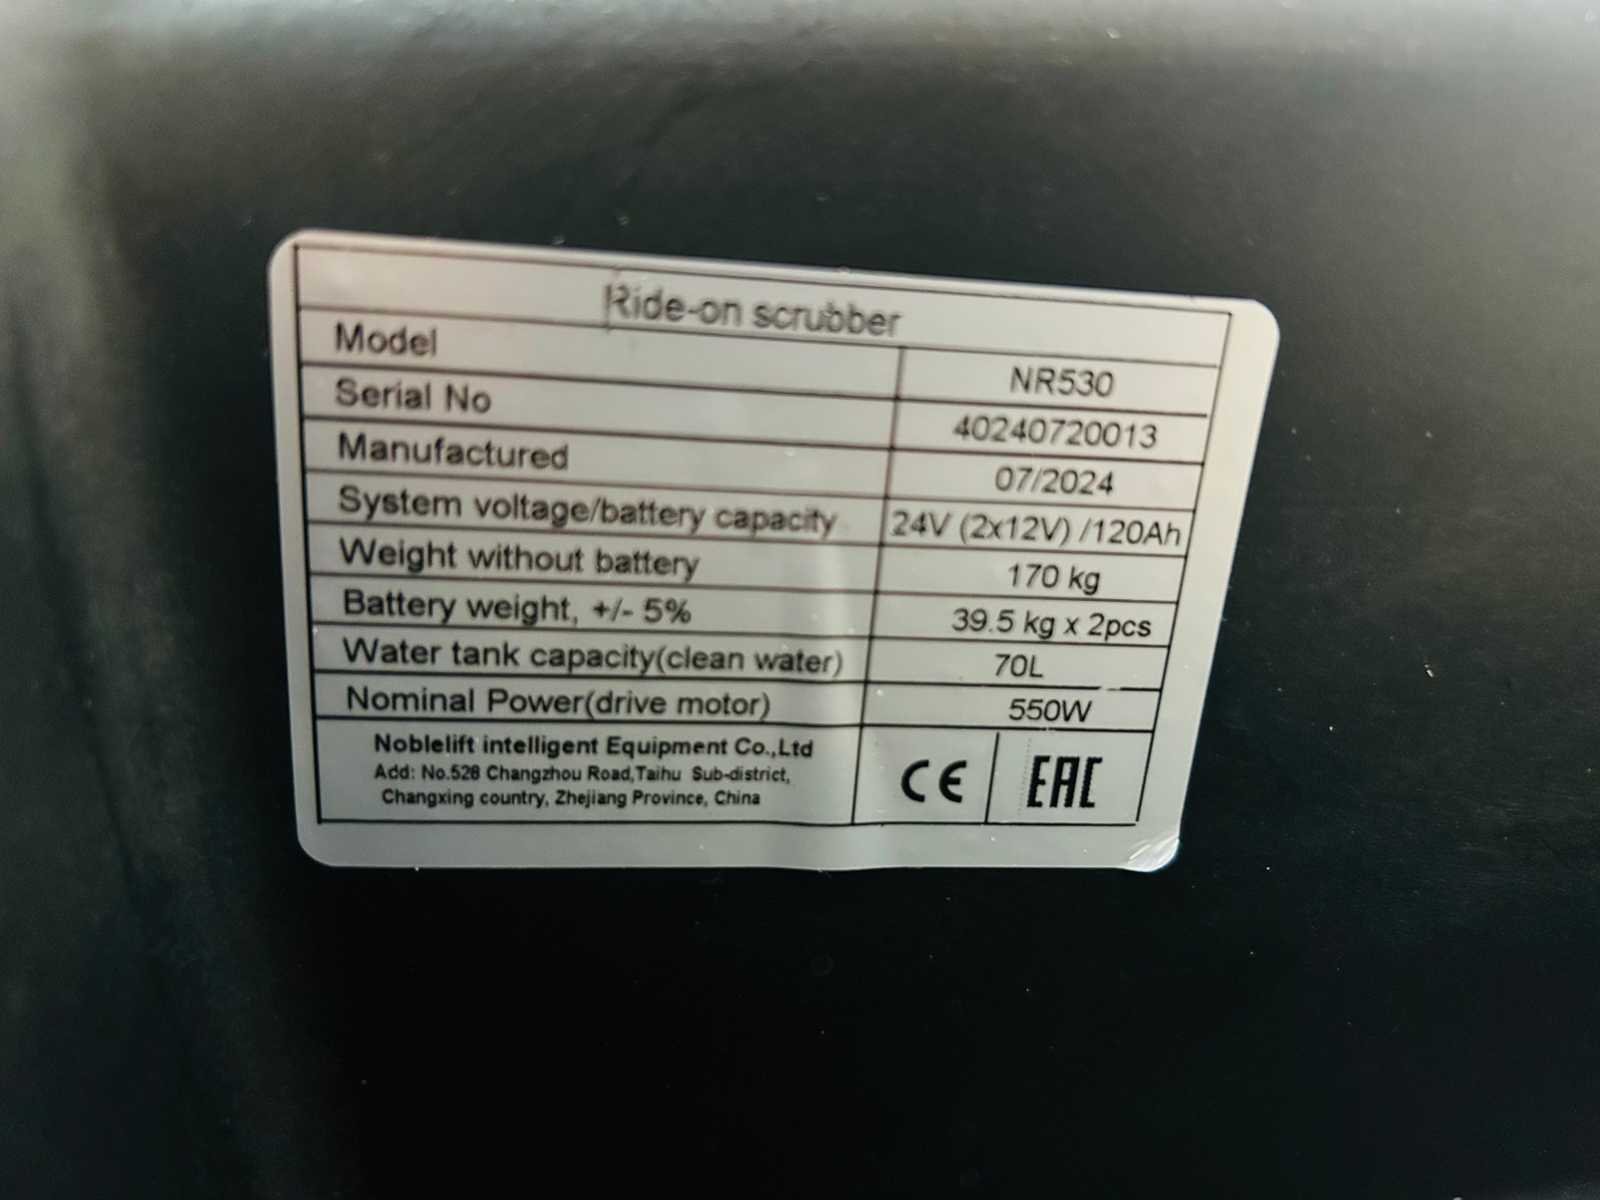 Ride-on scrubber
Model NR530
Serial No 40240720013
Manufactured 07/2024
System voltage/battery capacity 24V (2x12V) /120Ah
Weight without battery 170 kg
Battery weight, +/- 5% 39.5 kg x 2pcs
Water tank capacity(clean water) 70L
Nominal Power(drive motor) 550W
Noblelift intelligent Equipment Co.,Ltd
Add: No.528 Changzhou Road,Taihu Sub-district,
Changxing country, Zhejiang Province, China
CE EAC